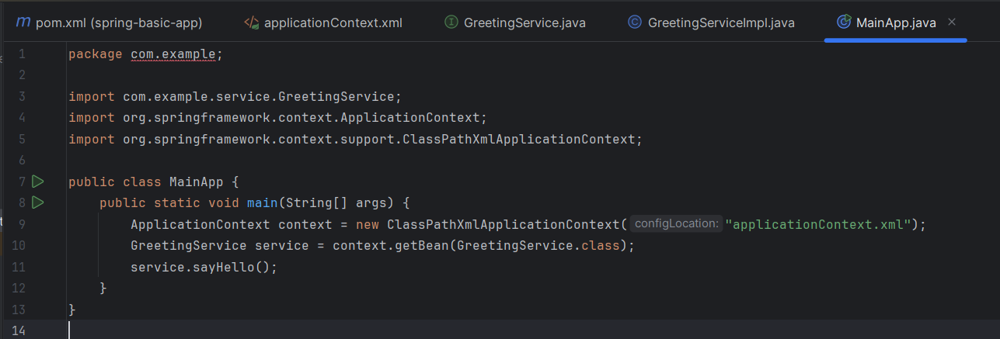 m pom.xml (spring-basic-app) </> applicationContext.xml I GreetingService.java C GreetingServiceImpl.java C MainApp.java ×
1 package com.example;
2
3 import com.example.service.GreetingService;
4 import org.springframework.context.ApplicationContext;
5 import org.springframework.context.support.ClassPathXmlApplicationContext;
6
7 public class MainApp {
8 public static void main(String[] args) {
9 ApplicationContext context = new ClassPathXmlApplicationContext( configLocation: "applicationContext.xml");
10 GreetingService service = context.getBean(GreetingService.class);
11 service.sayHello();
12 }
13 }
14